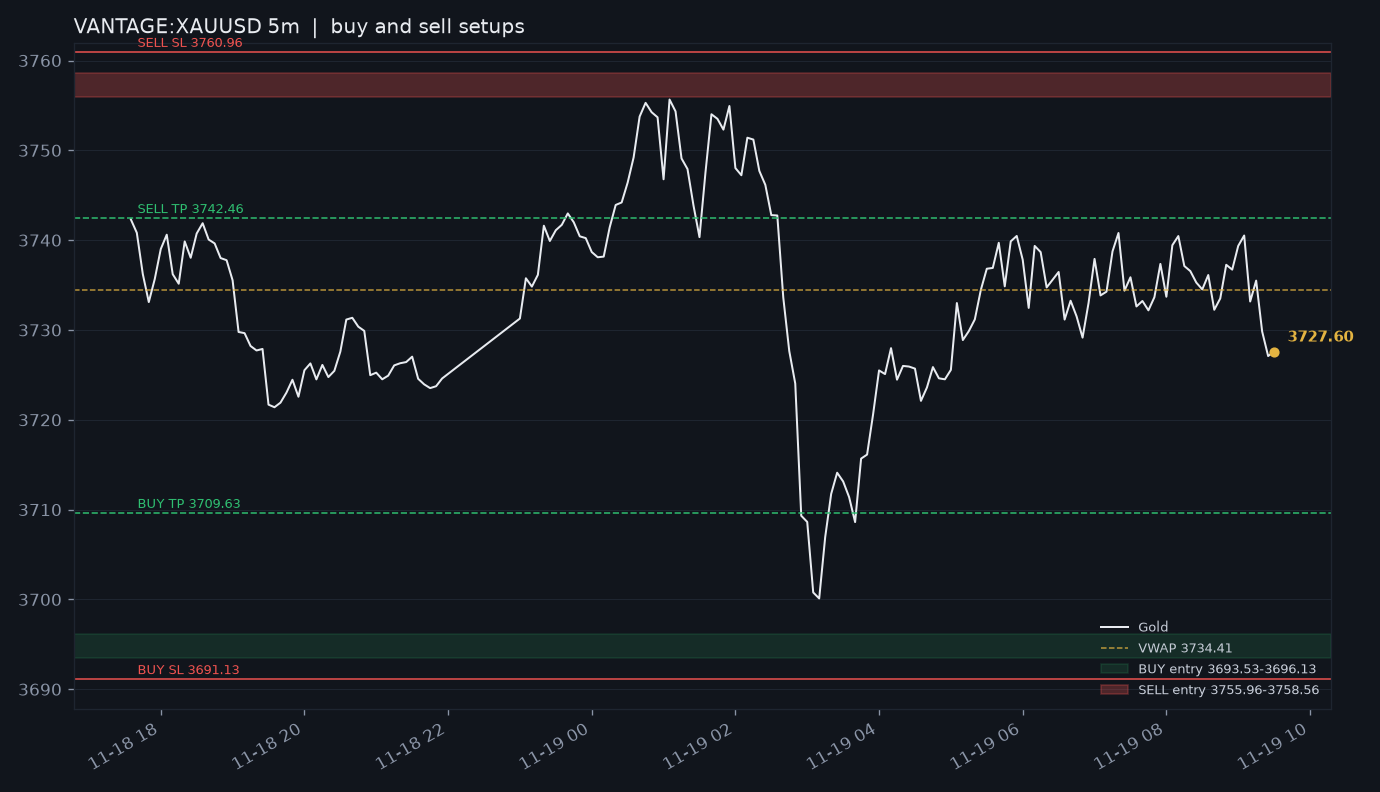 VANTAGE:XAUUSD 5m | buy and sell setups
SELL SL 3760.96
3760
3750
SELL TP 3742.46
3740
3730
3727.60
3720
BUY TP 3709.63
3710
3700
Gold
VWAP 3734.41
BUY entry 3693.53-3696.13
BUY SL 3691.13
SELL entry 3755.96-3758.56
3690
11-18 18
11-18 20
11-18 22
11-19 00
11-19 02
11-19 04
11-19 06
11-19 08
11-19 10